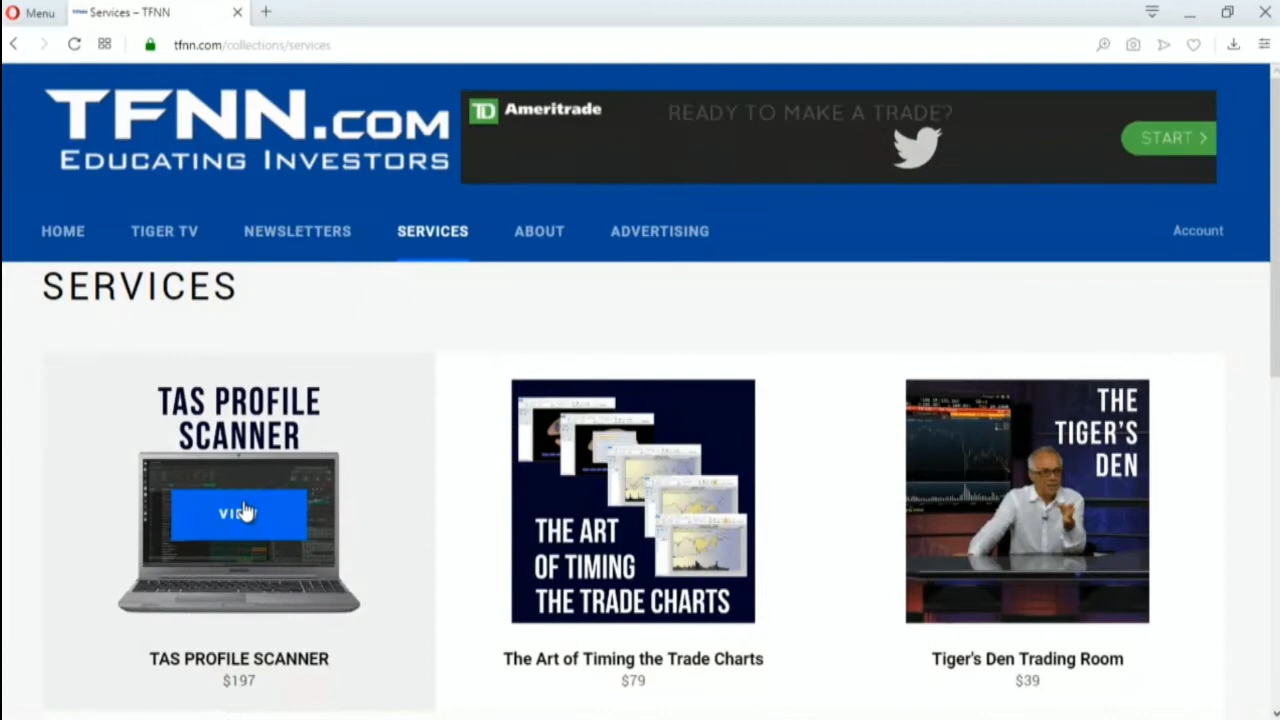 Menu
Services – TFNN
tfnn.com/collections/services
TFNN.COM
EDUCATING INVESTORS
TD Ameritrade
READY TO MAKE A TRADE?
START >
HOME
TIGER TV
NEWSLETTERS
SERVICES
ABOUT
ADVERTISING
Account
SERVICES
TAS PROFILE
SCANNER
THE ART
OF TIMING
THE TRADE CHARTS
THE
TIGER'S
DEN
TAS PROFILE SCANNER
$197
The Art of Timing the Trade Charts
$79
Tiger's Den Trading Room
$39